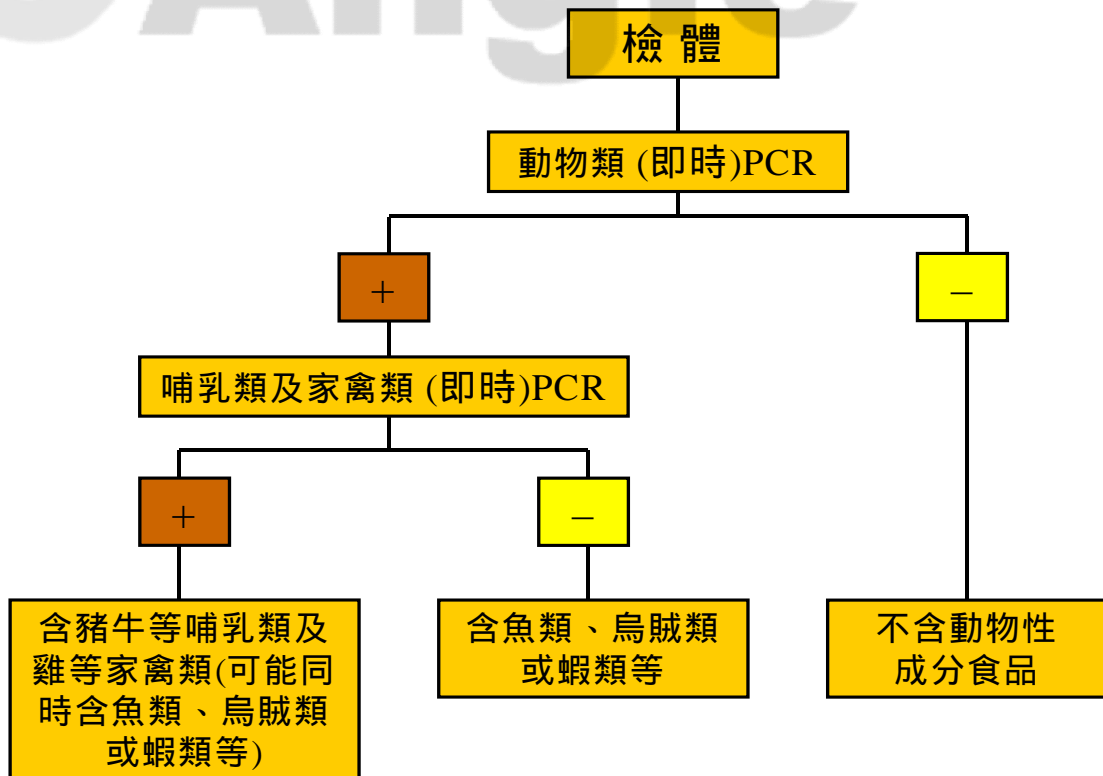 檢 體
動物類 (即時)PCR
+
–
哺乳類及家禽類 (即時)PCR
+
–
含豬牛等哺乳類及
雞等家禽類(可能同
時含魚類、烏賊類
或蝦類等)
含魚類、烏賊類
或蝦類等
不含動物性
成分食品